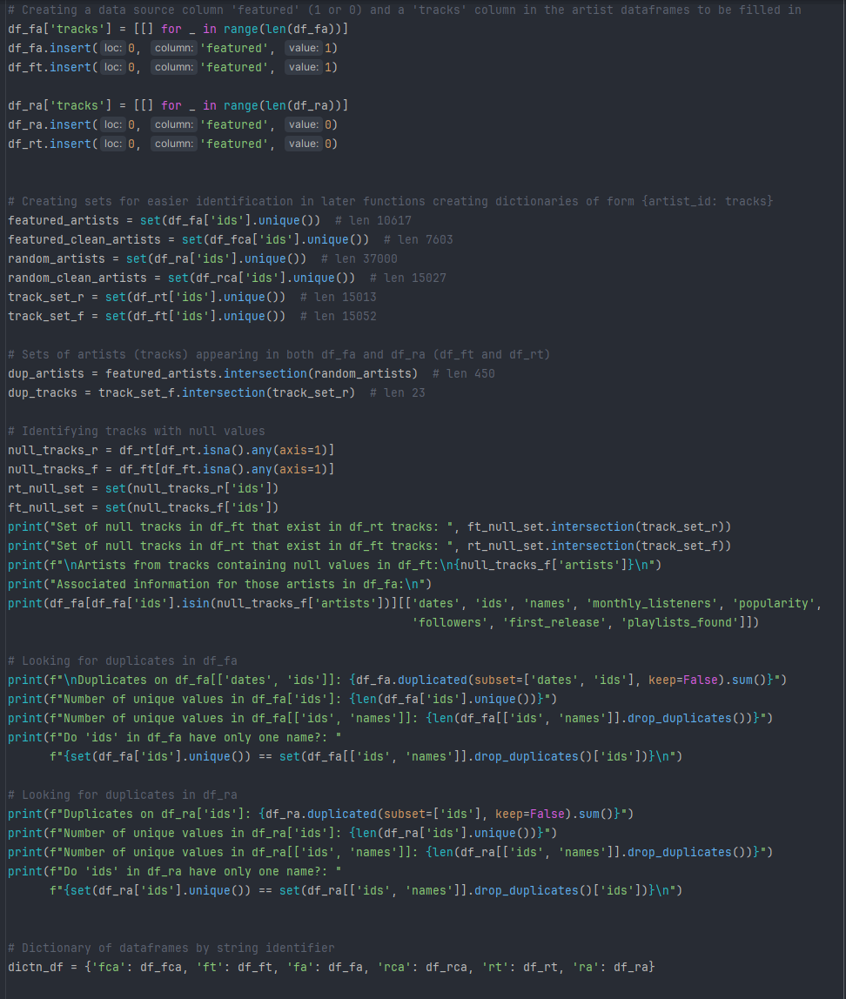 # Creating a data source column 'featured' (1 or 0) and a 'tracks' column in the artist dataframes to be filled in
df_fa['tracks'] = [[] for _ in range(len(df_fa))]
df_fa.insert( loc: 0, column: 'featured', value: 1)
df_ft.insert( loc: 0, column: 'featured', value: 1)
df_ra['tracks'] = [[] for _ in range(len(df_ra))]
df_ra.insert( loc: 0, column: 'featured', value: 0)
df_rt.insert( loc: 0, column: 'featured', value: 0)
# Creating sets for easier identification in later functions creating dictionaries of form {artist_id: tracks}
featured_artists = set(df_fa['ids'].unique())  # len 10617
featured_clean_artists = set(df_fca['ids'].unique())  # len 7603
random_artists = set(df_ra['ids'].unique())  # len 37000
random_clean_artists = set(df_rca['ids'].unique())  # len 15027
track_set_r = set(df_rt['ids'].unique())  # len 15013
track_set_f = set(df_ft['ids'].unique())  # len 15052
# Sets of artists (tracks) appearing in both df_fa and df_ra (df_ft and df_rt)
dup_artists = featured_artists.intersection(random_artists)  # len 450
dup_tracks = track_set_f.intersection(track_set_r)  # len 23
# Identifying tracks with null values
null_tracks_r = df_rt[df_rt.isna().any(axis=1)]
null_tracks_f = df_ft[df_ft.isna().any(axis=1)]
rt_null_set = set(null_tracks_r['ids'])
ft_null_set = set(null_tracks_f['ids'])
print("Set of null tracks in df_ft that exist in df_rt tracks: ", ft_null_set.intersection(track_set_r))
print("Set of null tracks in df_rt that exist in df_ft tracks: ", rt_null_set.intersection(track_set_f))
print(f"\nArtists from tracks containing null values in df_ft:\n{null_tracks_f['artists']}\n")
print("Associated information for those artists in df_fa:\n")
print(df_fa[df_fa['ids'].isin(null_tracks_f['artists'])][['dates', 'ids', 'names', 'monthly_listeners', 'popularity',
'followers', 'first_release', 'playlists_found']])
# Looking for duplicates in df_fa
print(f"\nDuplicates on df_fa[['dates', 'ids']]: {df_fa.duplicated(subset=['dates', 'ids'], keep=False).sum()}")
print(f"Number of unique values in df_fa['ids']: {len(df_fa['ids'].unique())}")
print(f"Number of unique values in df_fa[['ids', 'names']]: {len(df_fa[['ids', 'names']].drop_duplicates())}")
print(f"Do 'ids' in df_fa have only one name?: "
f"{set(df_fa['ids'].unique()) == set(df_fa[['ids', 'names']].drop_duplicates()['ids'])}\n")
# Looking for duplicates in df_ra
print(f"Duplicates on df_ra['ids']: {df_ra.duplicated(subset=['ids'], keep=False).sum()}")
print(f"Number of unique values in df_ra['ids']: {len(df_ra['ids'].unique())}")
print(f"Number of unique values in df_ra[['ids', 'names']]: {len(df_ra[['ids', 'names']].drop_duplicates())}")
print(f"Do 'ids' in df_ra have only one name?: "
f"{set(df_ra['ids'].unique()) == set(df_ra[['ids', 'names']].drop_duplicates()['ids'])}\n")
# Dictionary of dataframes by string identifier
dictn_df = {'fca': df_fca, 'ft': df_ft, 'fa': df_fa, 'rca': df_rca, 'rt': df_rt, 'ra': df_ra}